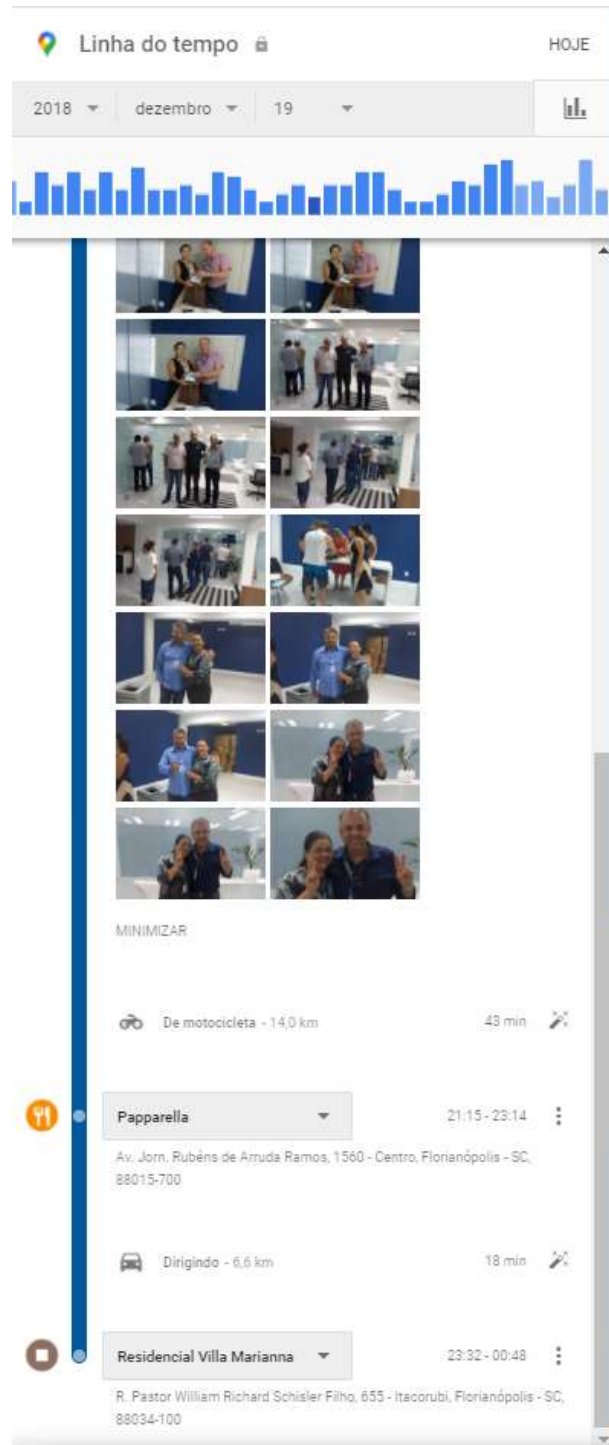 Linha do tempo HOJE
2018 dezembro 19
MINIMIZAR
De motocicleta - 14,0 km 43 min
Papparella 21:15 - 23:14
Av. Jorn. Rubéns de Arruda Ramos, 1560 - Centro, Florianópolis - SC,
88015-700
Dirigindo - 6,6 km 18 min
Residencial Villa Marianna 23:32 - 00:48
R. Pastor William Richard Schisler Filho, 655 - Itacorubi, Florianópolis - SC,
88034-100